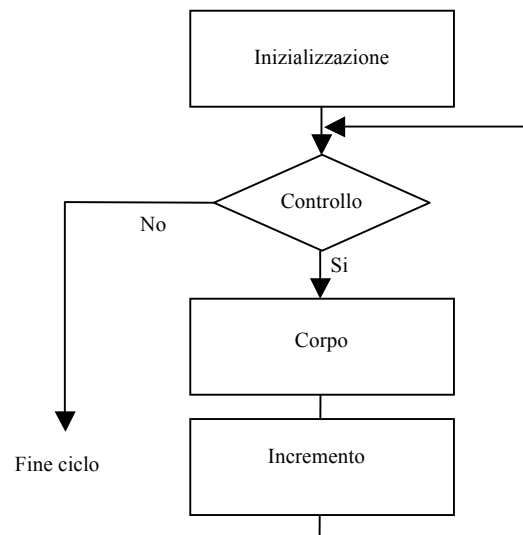 Inizializzazione
Controllo
No
Si
Corpo
Incremento
Fine ciclo